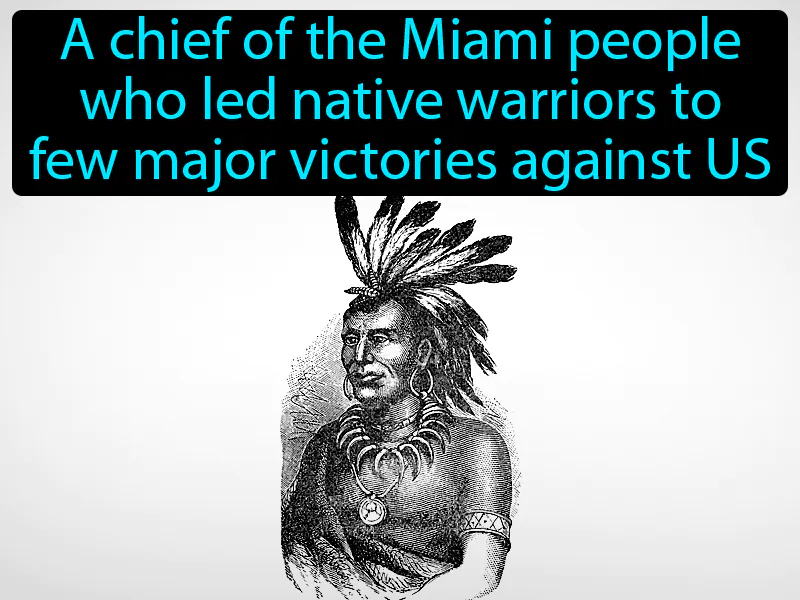 A chief of the Miami people
who led native warriors to
few major victories against US